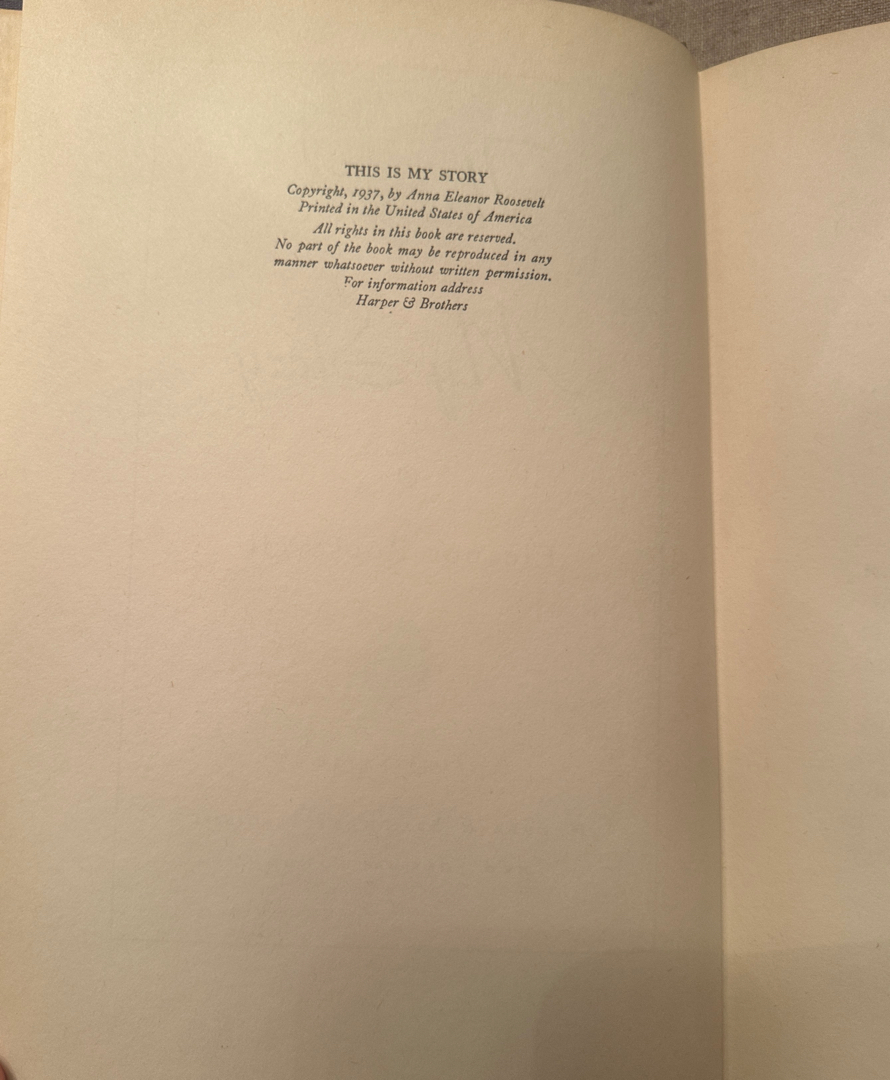 THIS IS MY STORY
Copyright, 1937, by Anna Eleanor Roosevelt
Printed in the United States of America
All rights in this book are reserved.
No part of the book may be reproduced in any
manner whatsoever without written permission.
For information address
Harper & Brothers